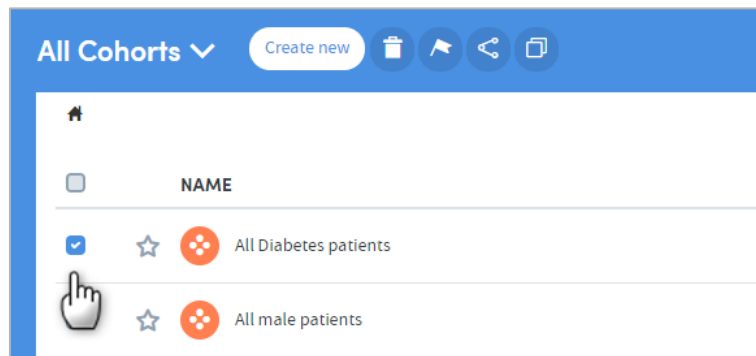 All Cohorts
Create new
NAME
All Diabetes patients
All male patients